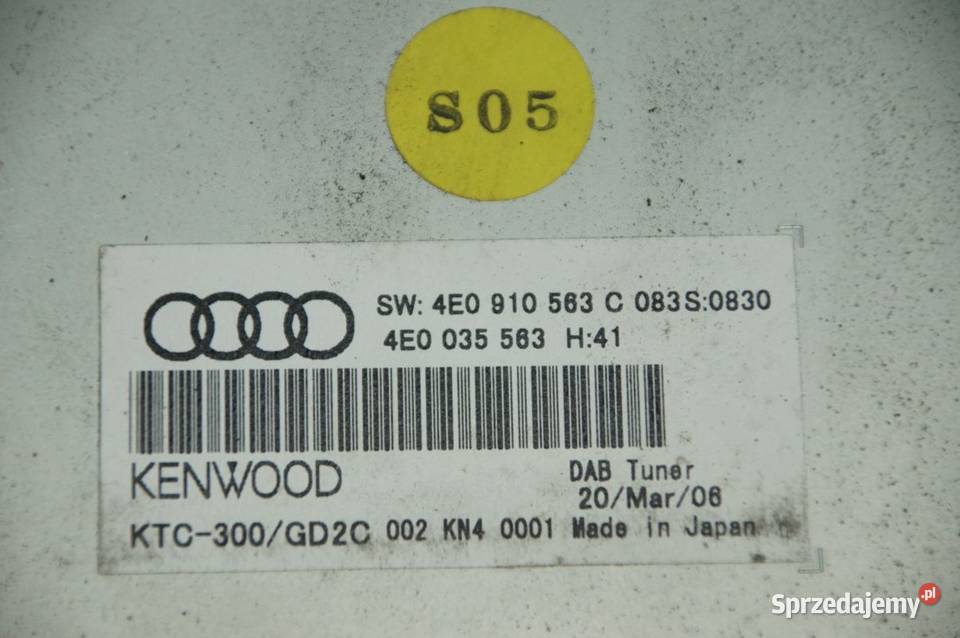 S05
SW: 4E0 910 563 C 083S:0830
4E0 035 563 H:41
KENWOOD
DAB Tuner
20/Mar/06
KTC-300/GD2C 002 KN4 0001 Made in Japan
Sprzedajemy.pl